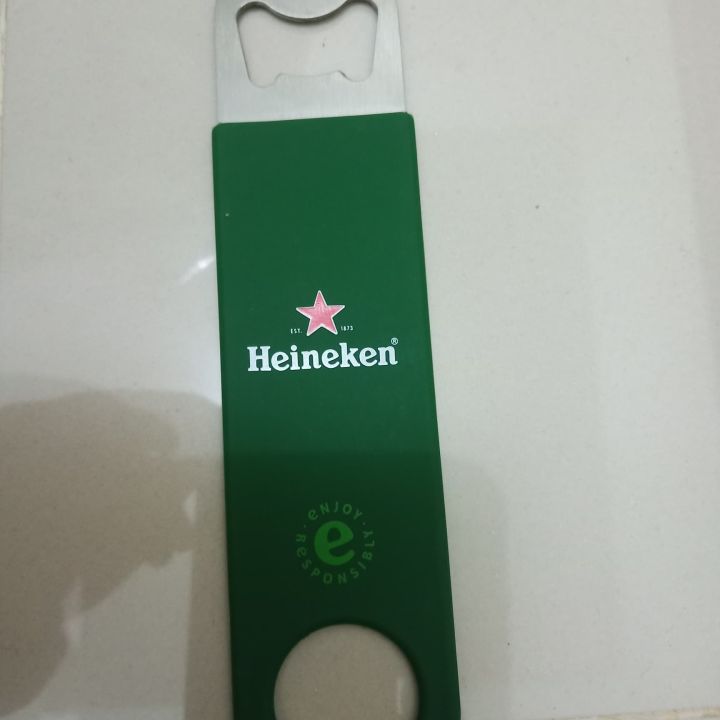 EST. 1873
Heineken®
· eNJOY ·
e
ReSPONSIBLY